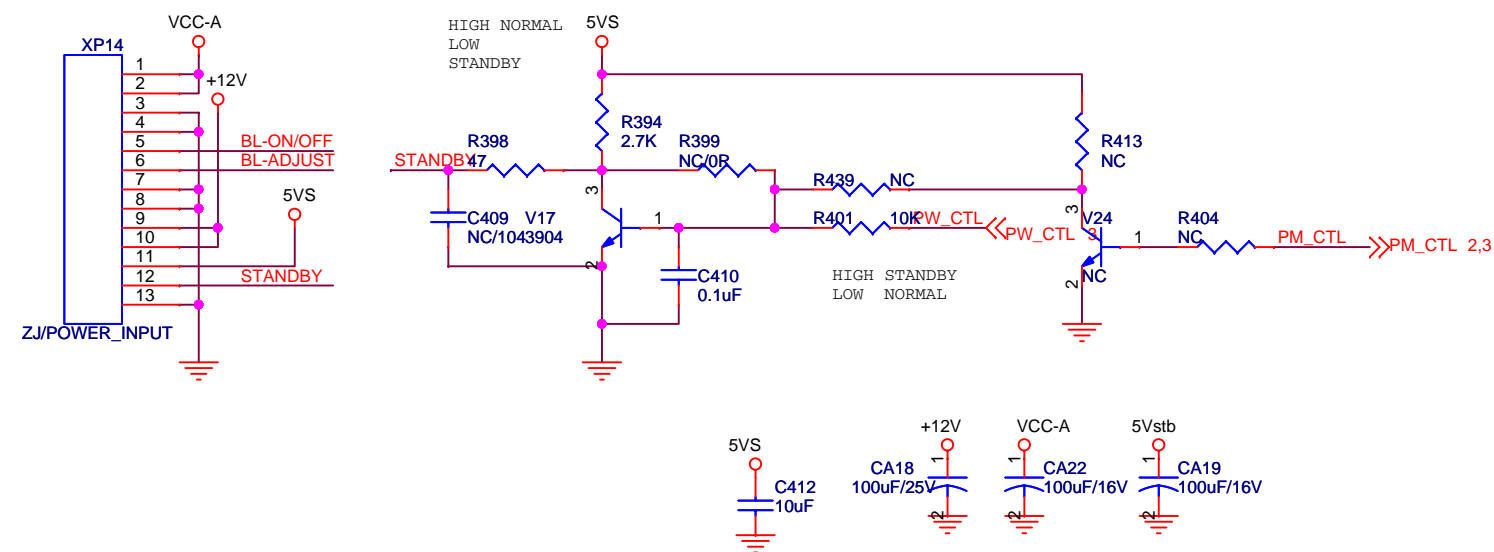 VCC-A
XP14
1
2
+12V
3
4
5
BL-ON/OFF
6
BL-ADJUST
7
8
5VS
9
10
11
12
STANDBY
13
ZJ/POWER_INPUT
HIGH NORMAL
LOW
STANDBY
5VS
R394
2.7K
R398
47
STANDBY
R399
NC/0R
R413
NC
R439
NC
R401
10K
PW_CTL
PW_CTL 3
3
1
2
V17
C409
NC/1043904
C410
0.1uF
HIGH STANDBY
LOW NORMAL
3
V24
NC
1
2
R404
NC
PM_CTL
PM_CTL 2,3
5VS
C412
10uF
+12V
1
CA18
100uF/25V
2
VCC-A
1
CA22
100uF/16V
2
5Vstb
1
CA19
100uF/16V
2